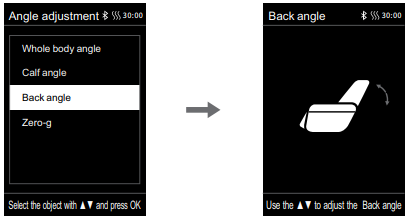 Angle adjustment 30:00
Whole body angle
Calf angle
Back angle
Zero-g
Select the object with ▲▼ and press OK
Back angle 30:00
Use the ▲▼ to adjust the Back angle